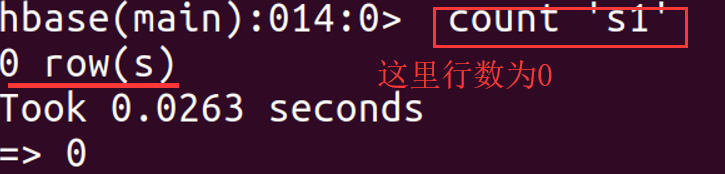 hbase(main):014:0>  count 's1'
0 row(s)
这里行数为0
Took 0.0263 seconds
=> 0